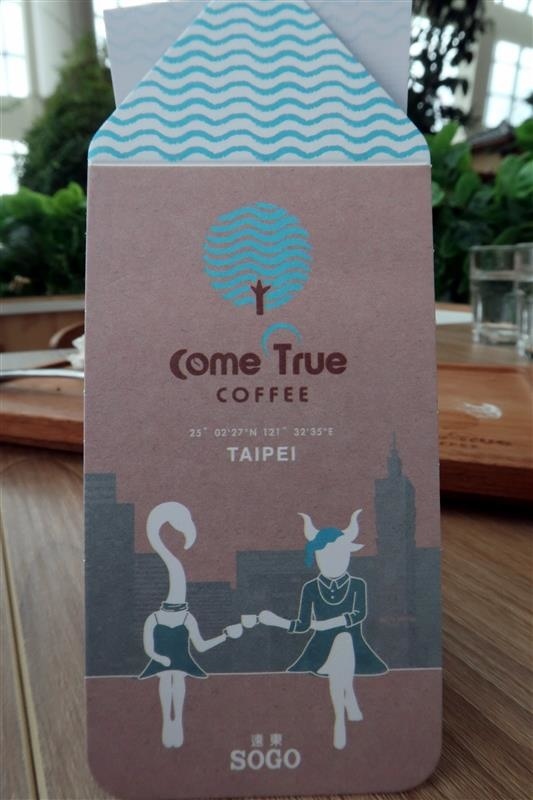 Come True
COFFEE
25° 02'27"N 121° 32'35"E
TAIPEI
遠東
SOGO